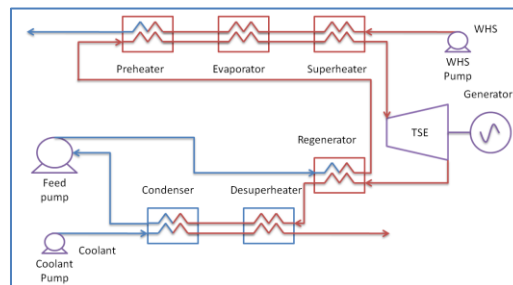 WHS
Preheater
Evaporator
Superheater
WHS
Pump
Generator
TSE
Regenerator
Feed
pump
Condenser
Desuperheater
Coolant
Coolant
Pump